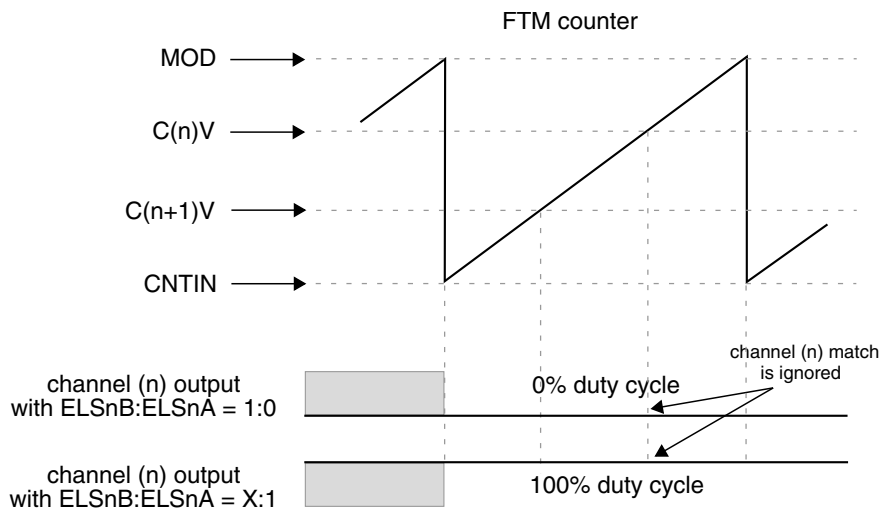 FTM counter
MOD
C(n)V
C(n+1)V
CNTIN
channel (n) match
is ignored
channel (n) output
with ELSnB:ELSnA = 1:0
0% duty cycle
channel (n) output
with ELSnB:ELSnA = X:1
100% duty cycle